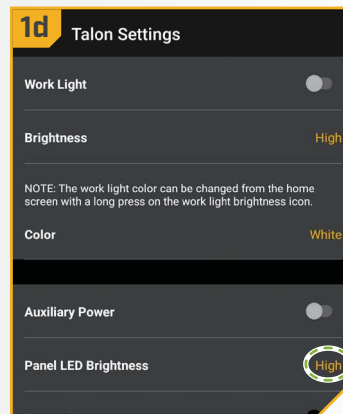 1d
Talon Settings
Work Light
Brightness High
NOTE: The work light color can be changed from the home
screen with a long press on the work light brightness icon.
Color White
Auxiliary Power
Panel LED Brightness High